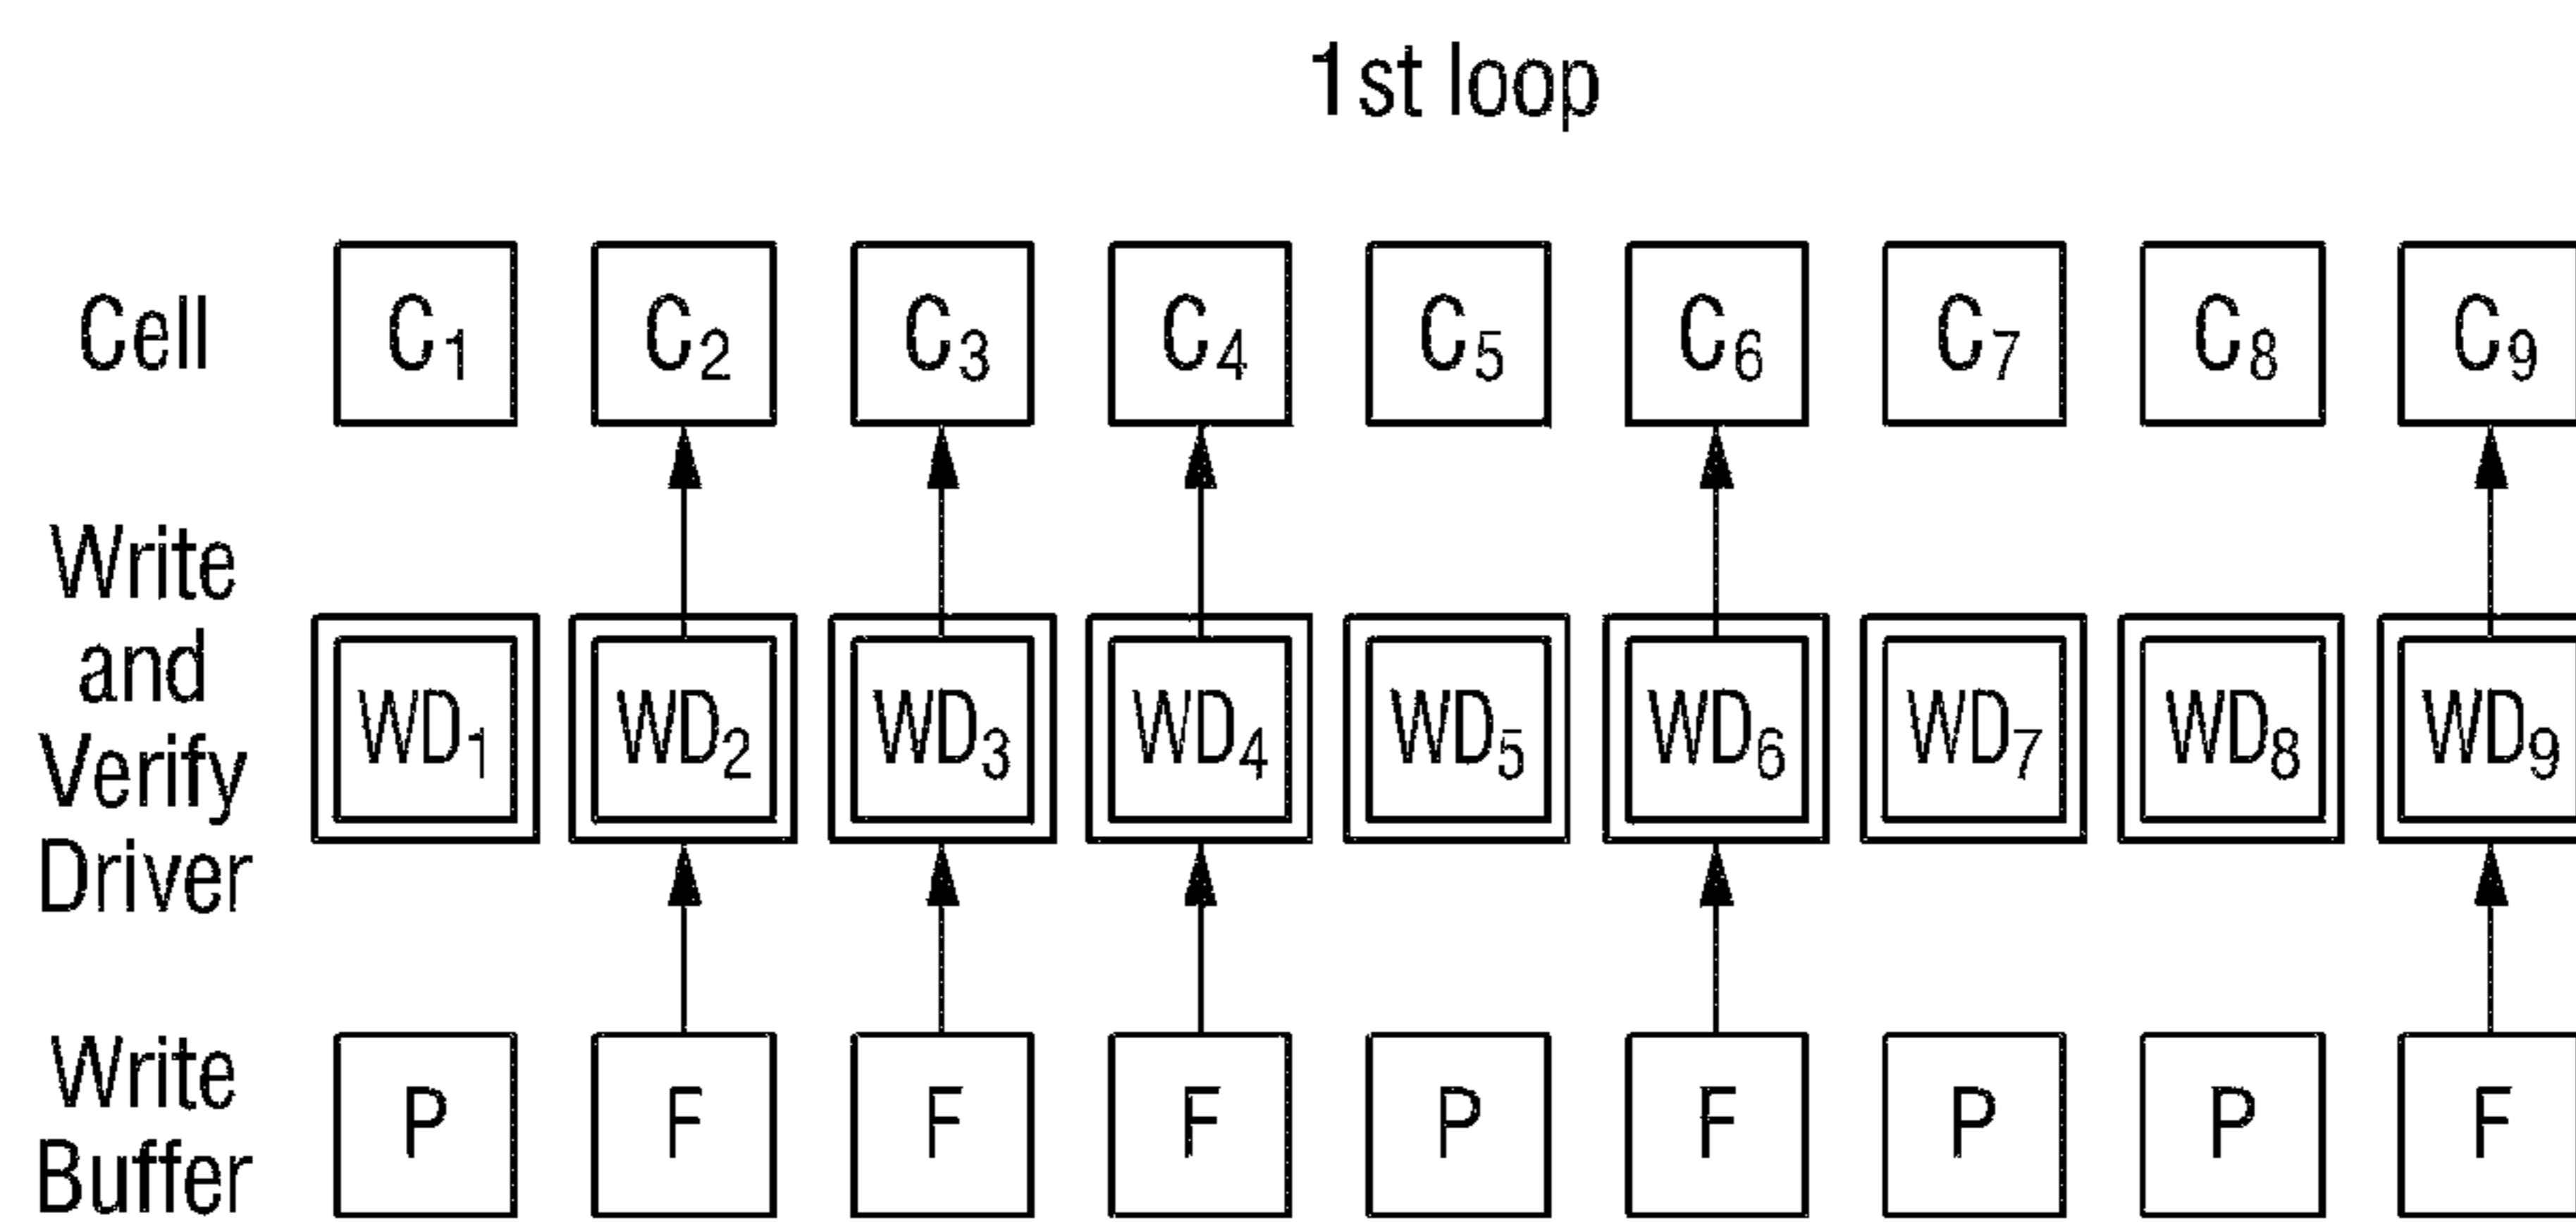 1st loop
Cell C1 C2 C3 C4 C5 C6 C7 C8 C9
Write
and
Verify
Driver
WD1 WD2 WD3 WD4 WD5 WD6 WD7 WD8 WD9
Write
Buffer
P F F F P F P P F